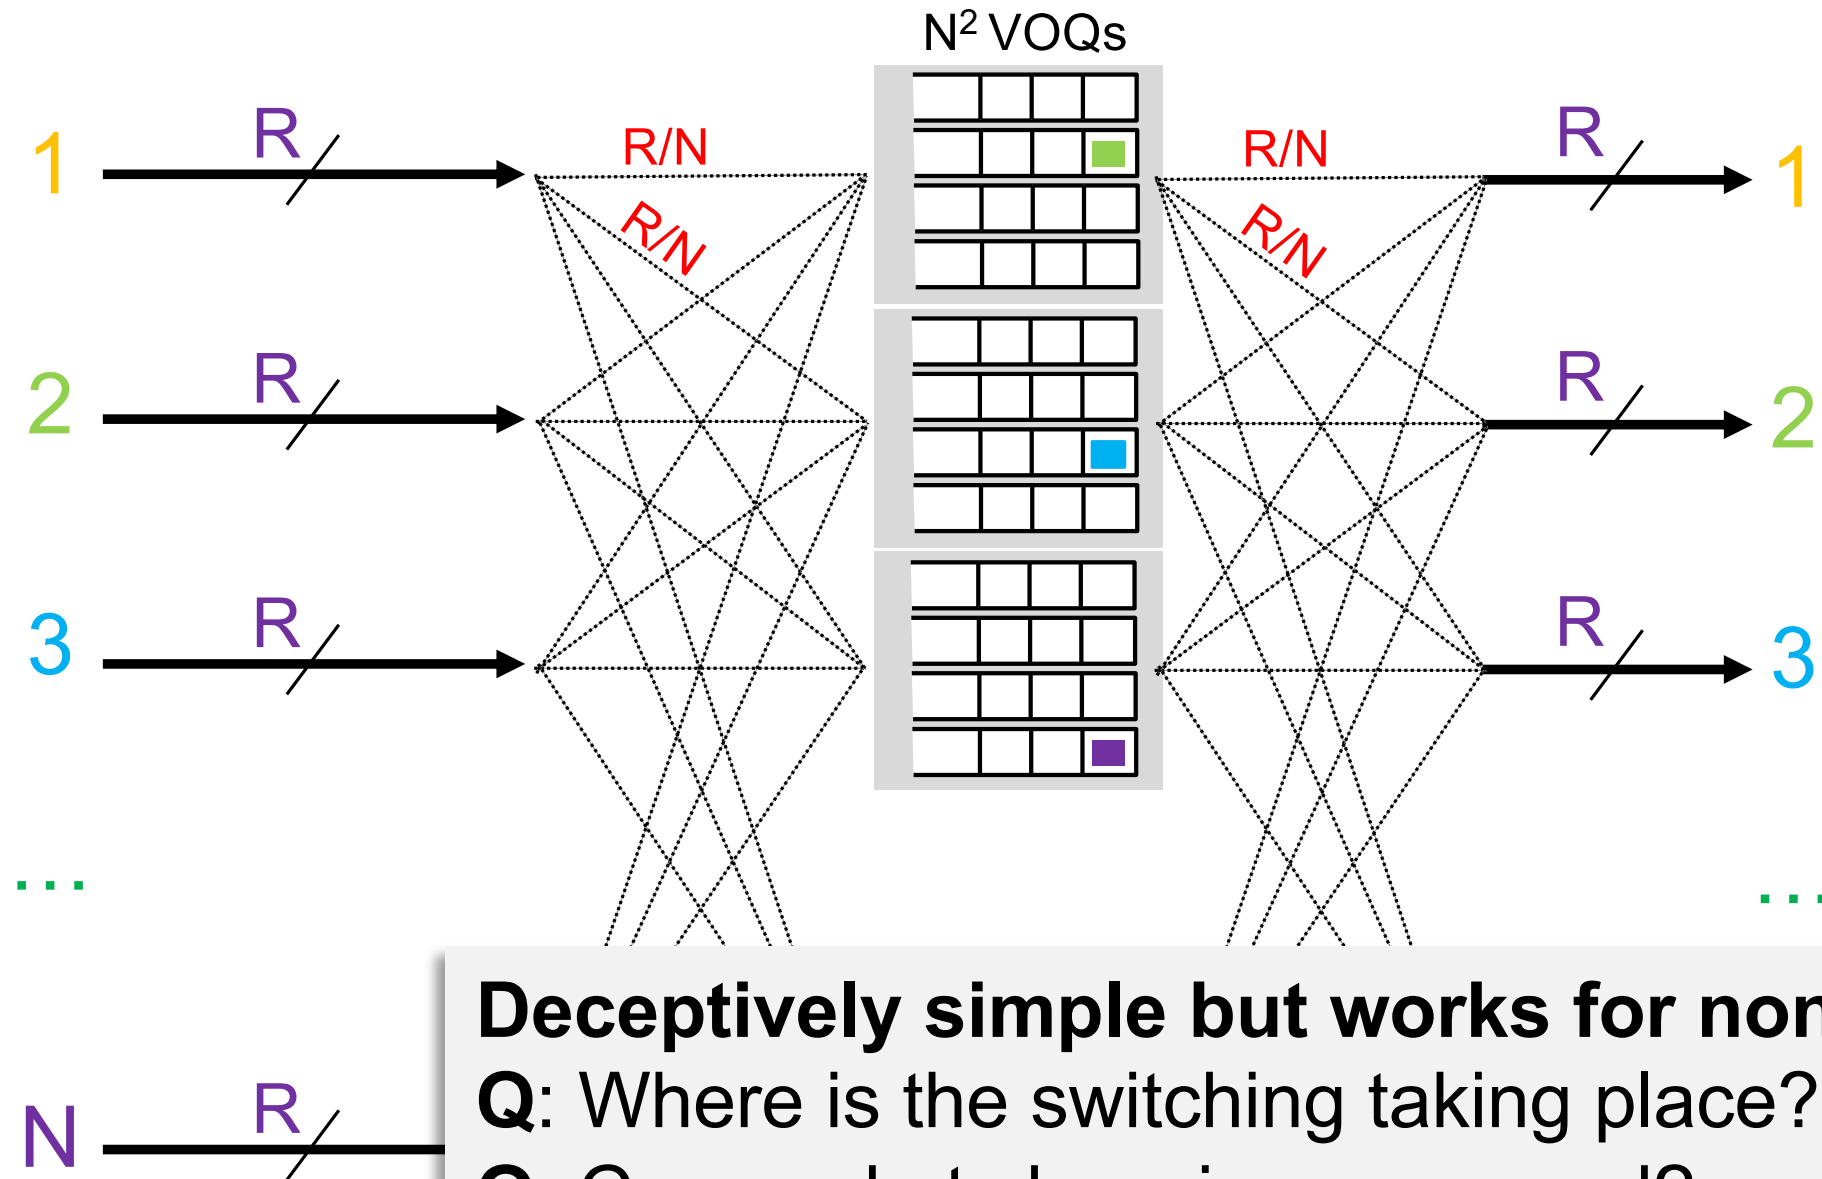 N² VOQs
1 R R/N R/N R 1
R/N R/N
2 R R 2
3 R R 3
... ...
Deceptively simple but works for
Q: Where is the switching taking place?
N R